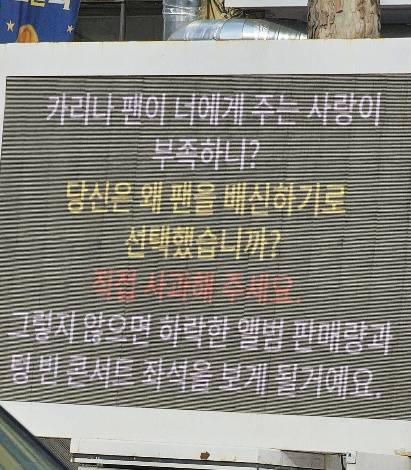 카리나 팬이 너에게 주는 사랑이
부족하니?
당신은 왜 팬을 배신하기로
선택했습니까?
직접 사과해 주세요.
그렇지 않으면 하락한 앨범 판매량과
텅 빈 콘서트 좌석을 보게 될거예요.